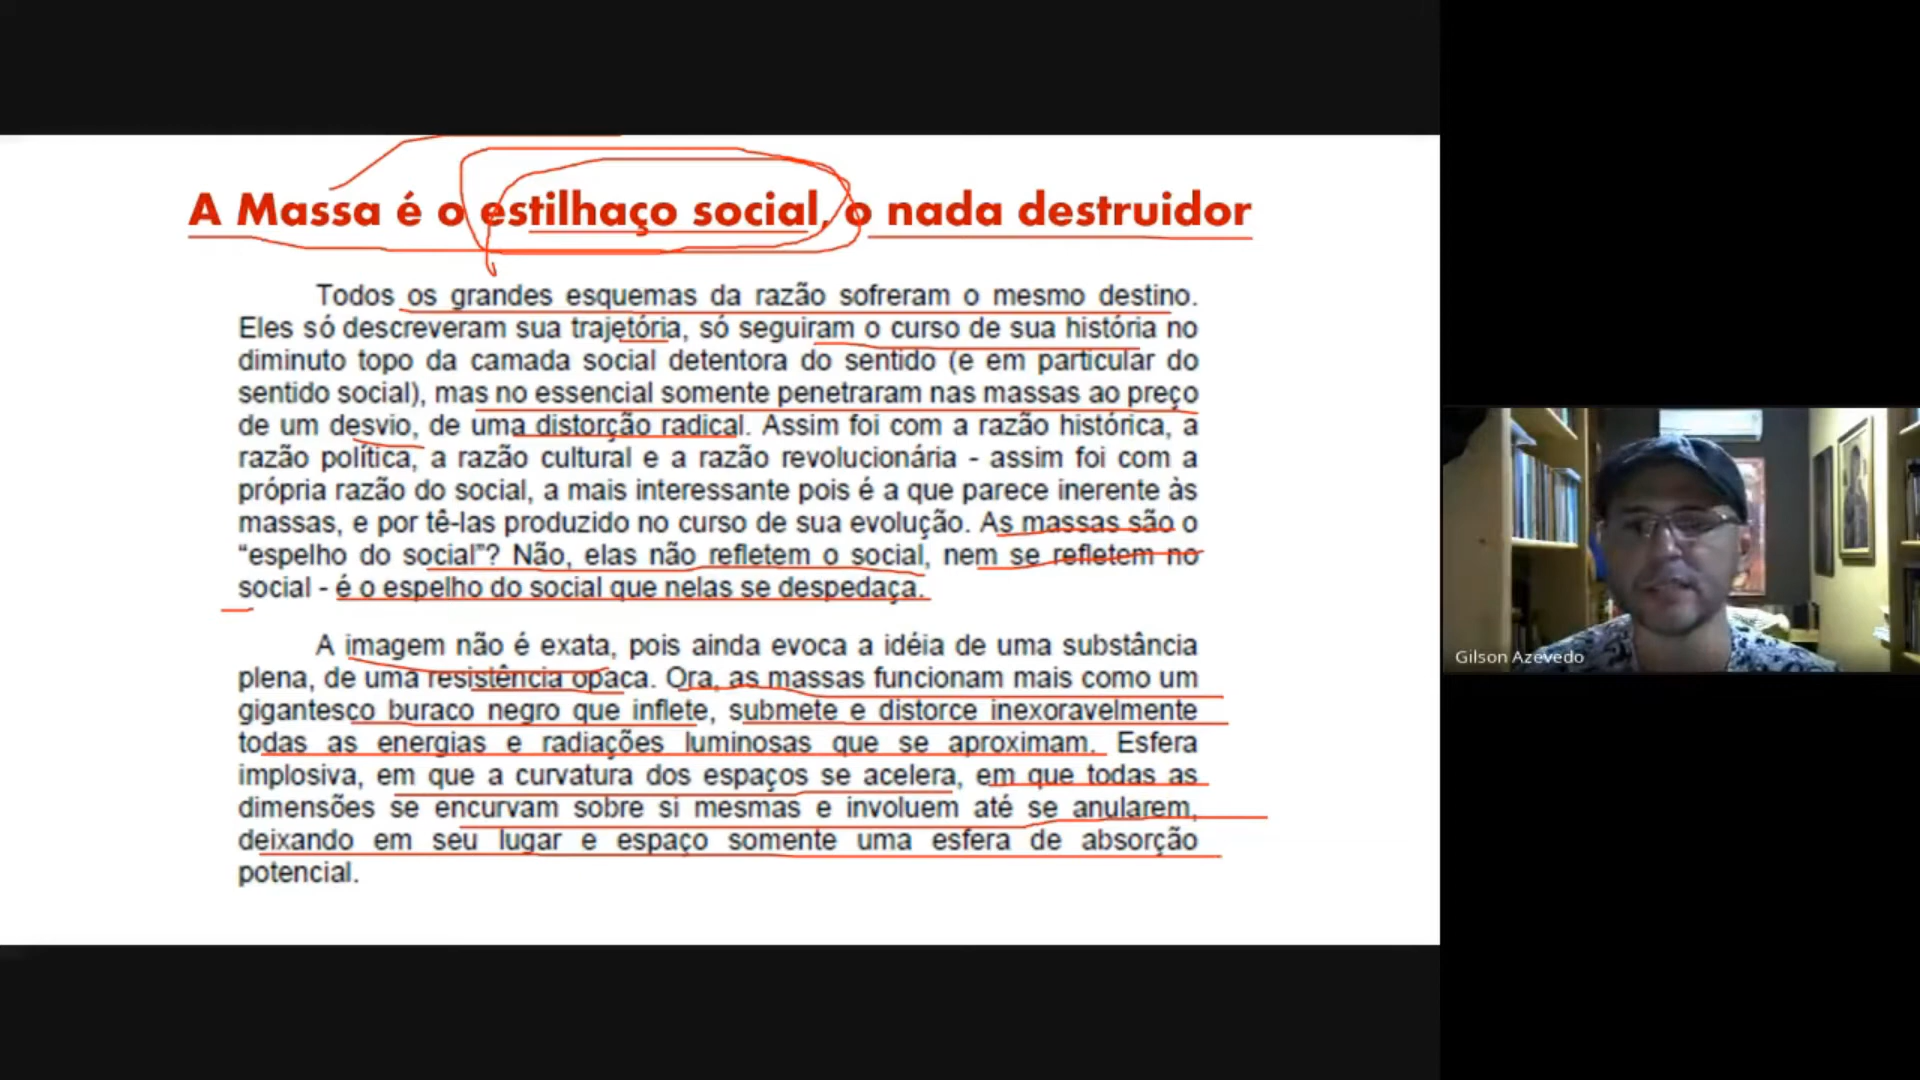 A Massa é o estilhaço social, o nada destruidor
Todos os grandes esquemas da razão sofreram o mesmo destino.
Eles só descreveram sua trajetória, só seguiram o curso de sua história no
diminuto topo da camada social detentora do sentido (e em particular do
sentido social), mas no essencial somente penetraram nas massas ao preço
de um desvio, de uma distorção radical. Assim foi com a razão histórica, a
razão política, a razão cultural e a razão revolucionária - assim foi com a
própria razão do social, a mais interessante pois é a que parece inerente às
massas, e por tê-las produzido no curso de sua evolução. As massas são o
“espelho do social”? Não, elas não refletem o social, nem se refletem no
social - é o espelho do social que nelas se despedaça.
A imagem não é exata, pois ainda evoca a idéia de uma substância
plena, de uma resistência opaca. Ora, as massas funcionam mais como um
gigantesco buraco negro que inflete, submete e distorce inexoravelmente
todas as energias e radiações luminosas que se aproximam. Esfera
implosiva, em que a curvatura dos espaços se acelera, em que todas as
dimensões se encurvam sobre si mesmas e involuem até se anularem,
deixando em seu lugar e espaço somente uma esfera de absorção
potencial.
Gilson Azevedo